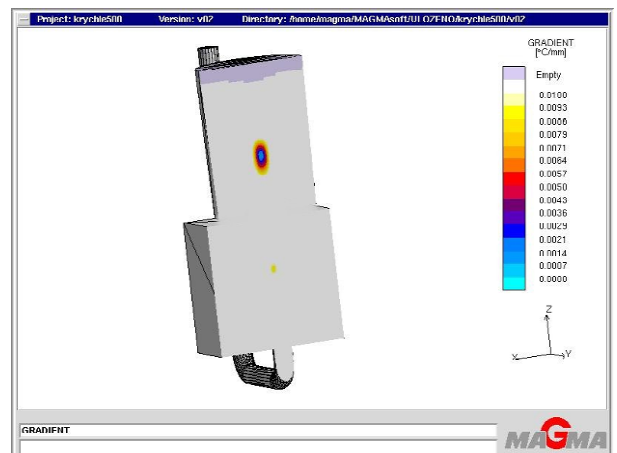 Project: krychle500 Version: v02 Directory: /home/magma/MAGMAsoft/ULOZENO/krychle500/v02
GRADIENT
[°C/mm]
Empty
0.0100
0.0093
0.0086
0.0079
0.0071
0.0064
0.0057
0.0050
0.0043
0.0036
0.0029
0.0021
0.0014
0.0007
0.0000
Z
X Y
GRADIENT
MAGMA